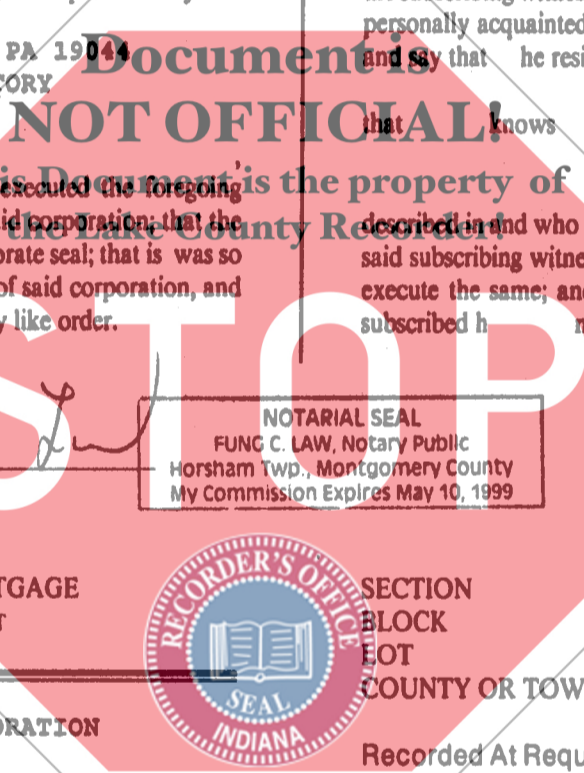 PA 19044
personally acquainted
and say that he resi
Document is
NOT OFFICIAL!
that knows
is Document is the property of
the Lake County Recorder!
executed the foregoing
id corporation; that the
orate seal; that is was so
of said corporation, and
y like order.
described in and who
said subscribing witne
execute the same; and
subscribed h
STOP
NOTARIAL SEAL
FUNG C. LAW, Notary Public
Horsham Twp., Montgomery County
My Commission Expires May 10, 1999
RECORDER'S OFFICE
SEAL
INDIANA
TGAGE
T
SECTION
BLOCK
LOT
COUNTY OR TOW
RATION
Recorded At Requ